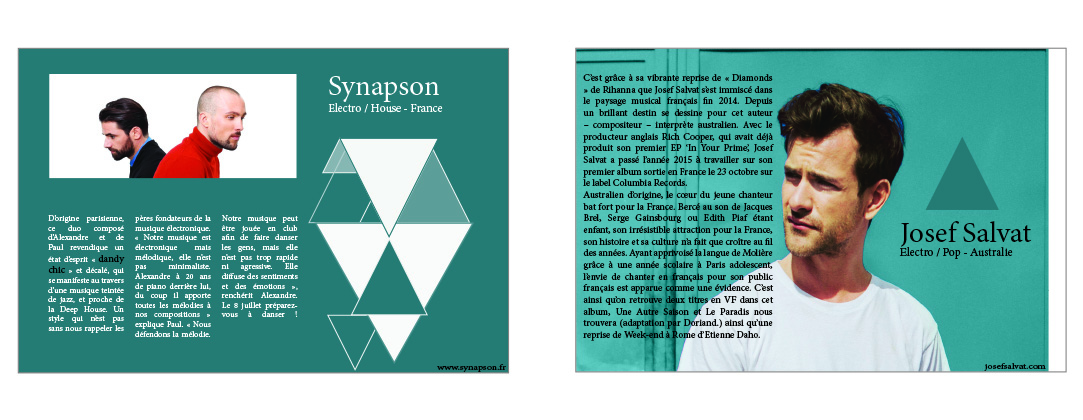 Synapson
Electro / House - France
D'origine parisienne,
ce duo composé
d'Alexandre et de
Paul revendique un
état d'esprit « dandy
chic » et décalé, qui
se manifeste au travers
d'une musique teintée
de jazz, et proche de
la Deep House. Un
style qui n'est pas
sans nous rappeler les
pères fondateurs de la
musique électronique.
« Notre musique est
électronique mais
mélodique, elle n'est
pas minimaliste.
Alexandre à 20 ans
de piano derrière lui,
du coup il apporte
toutes les mélodies à
nos compositions »
explique Paul. « Nous
défendons la mélodie.
Notre musique peut
être jouée en club
afin de faire danser
les gens, mais elle
n'est pas trop rapide
ni agressive. Elle
diffuse des sentiments
et des émotions »,
renchérit Alexandre.
Le 8 juillet préparez-
vous à danser !
www.synapson.fr
C'est grâce à sa vibrante reprise de « Diamonds
» de Rihanna que Josef Salvat s'est immiscé dans
le paysage musical français fin 2014. Depuis
un brillant destin se dessine pour cet auteur
– compositeur – interprète australien. Avec le
producteur anglais Rich Cooper, qui avait déjà
produit son premier EP 'In Your Prime', Josef
Salvat a passé l'année 2015 à travailler sur son
premier album sortie en France le 23 octobre sur
le label Columbia Records.
Australien d'origine, le cœur du jeune chanteur
bat fort pour la France. Bercé au son de Jacques
Brel, Serge Gainsbourg ou Edith Piaf étant
enfant, son irrésistible attraction pour la France,
son histoire et sa culture n'a fait que croître au fil
des années. Ayant apprivoisé la langue de Molière
grâce à une année scolaire à Paris adolescent,
l'envie de chanter en français pour son public
français est apparue comme une évidence. C'est
ainsi qu'on retrouve deux titres en VF dans cet
album, Une Autre Saison et Le Paradis nous
trouvera (adaptation par Doriand.) ainsi qu'une
reprise de Week-end à Rome d'Etienne Daho.
Josef Salvat
Electro / Pop - Australie
josefsalvat.com